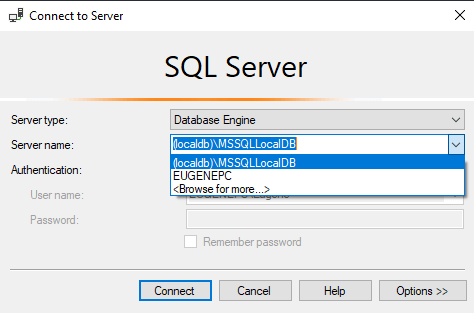 Connect to Server
SQL Server
Server type: Database Engine
Server name: (localdb)\MSSQLLocalDB
(localdb)\MSSQLLocalDB
EUGENEPC
<Browse for more...>
Authentication:
User name:
Password:
Remember password
Connect Cancel Help Options >>